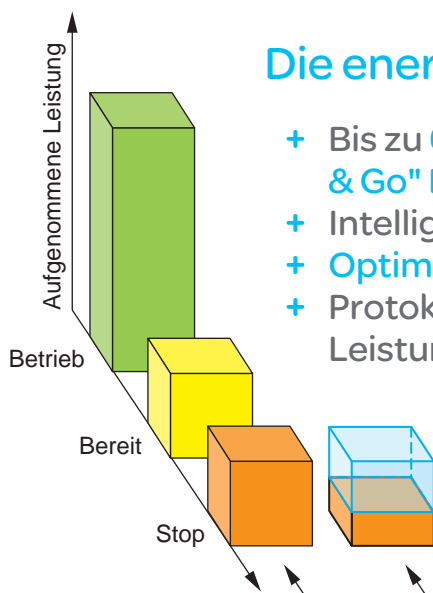 Aufgenommene Leistung
Die ener
+ Bis zu
& Go"
+ Intellig
+ Optim
+ Protok
Leistu
Betrieb
Bereit
Stop